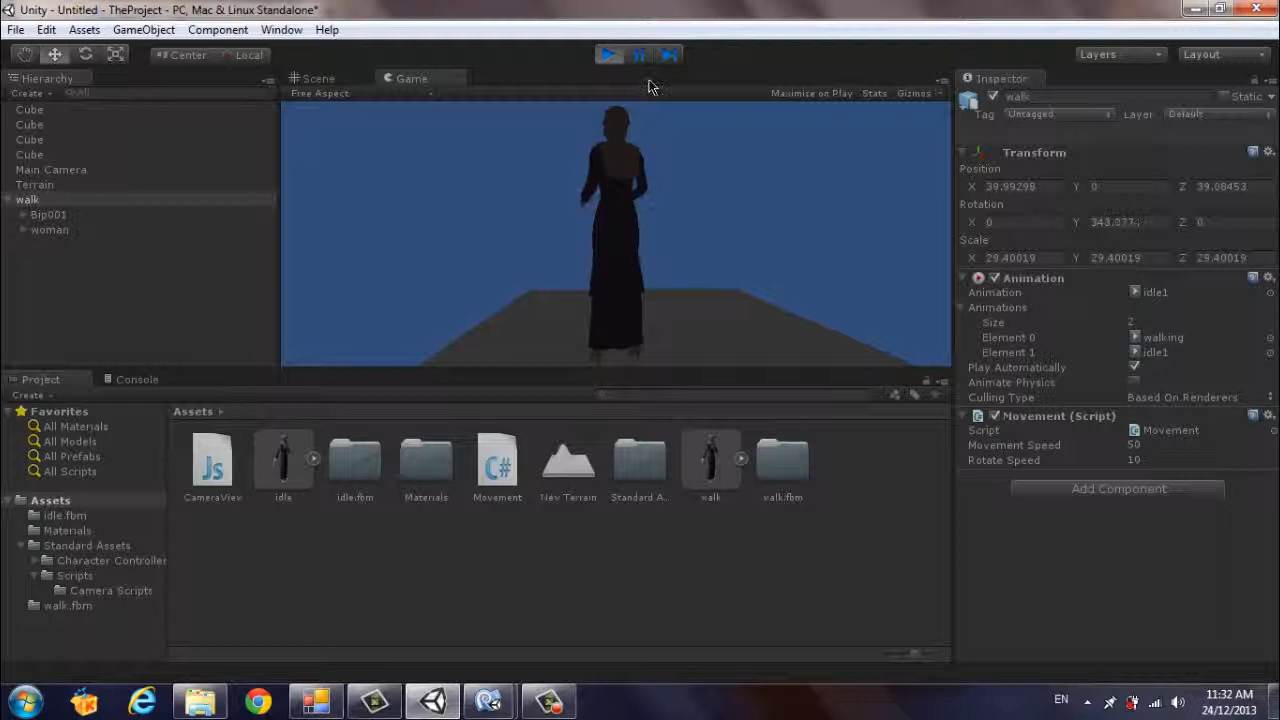 Unity - Untitled - TheProject - PC, Mac & Linux Standalone*
File Edit Assets GameObject Component Window Help
Center Local Layers Layout
Hierarchy Scene Game Inspector
Create All Free Aspect Maximize on Play Stats Gizmos walk Static
Tag Untagged Layer Default
Cube
Cube
Cube
Cube
Main Camera
Terrain
walk
Bip001
woman
Transform
Position
X 39.99298 Y 0 Z 39.08453
Rotation
X 0 Y 343.077 Z 0
Scale
X 29.40019 Y 29.40019 Z 29.40019
Animation
Animation idle1
Animations
Size 2
Element 0 walking
Element 1 idle1
Play Automatically
Animate Physics
Culling Type Based On Renderers
Movement (Script)
Script Movement
Movement Speed 50
Rotate Speed 10
Add Component
Project Console
Create
Favorites
All Materials
All Models
All Prefabs
All Scripts
Assets
idle.fbm
Materials
Standard Assets
Character Controller
Scripts
Camera Scripts
walk.fbm
Assets
Js C#
CameraView idle idle.fbm Materials Movement New Terrain Standard A... walk walk.fbm
EN 11:32 AM
24/12/2013